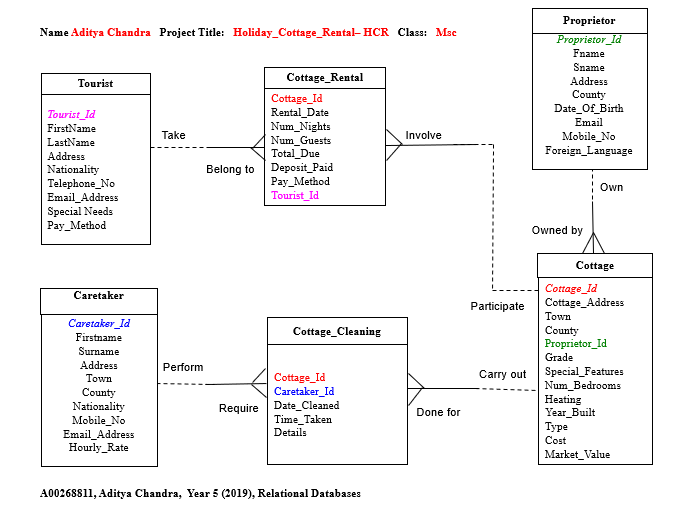 Name Aditya Chandra Project Title: Holiday_Cottage_Rental– HCR Class: Msc
Proprietor
Proprietor_Id
Fname
Sname
Address
County
Date_Of_Birth
Email
Mobile_No
Foreign_Language
Tourist
Tourist_Id
FirstName
LastName
Address
Nationality
Telephone_No
Email_Address
Special Needs
Pay_Method
Take
Belong to
Cottage_Rental
Cottage_Id
Rental_Date
Num_Nights
Num_Guests
Total_Due
Deposit_Paid
Pay_Method
Tourist_Id
Involve
Participate
Own
Owned by
Cottage
Cottage_Id
Cottage_Address
Town
County
Proprietor_Id
Grade
Special_Features
Num_Bedrooms
Heating
Year_Built
Type
Cost
Market_Value
Caretaker
Caretaker_Id
Firstname
Surname
Address
Town
County
Nationality
Mobile_No
Email_Address
Hourly_Rate
Perform
Require
Cottage_Cleaning
Cottage_Id
Caretaker_Id
Date_Cleaned
Time_Taken
Details
Carry out
Done for
A00268811, Aditya Chandra, Year 5 (2019), Relational Databases